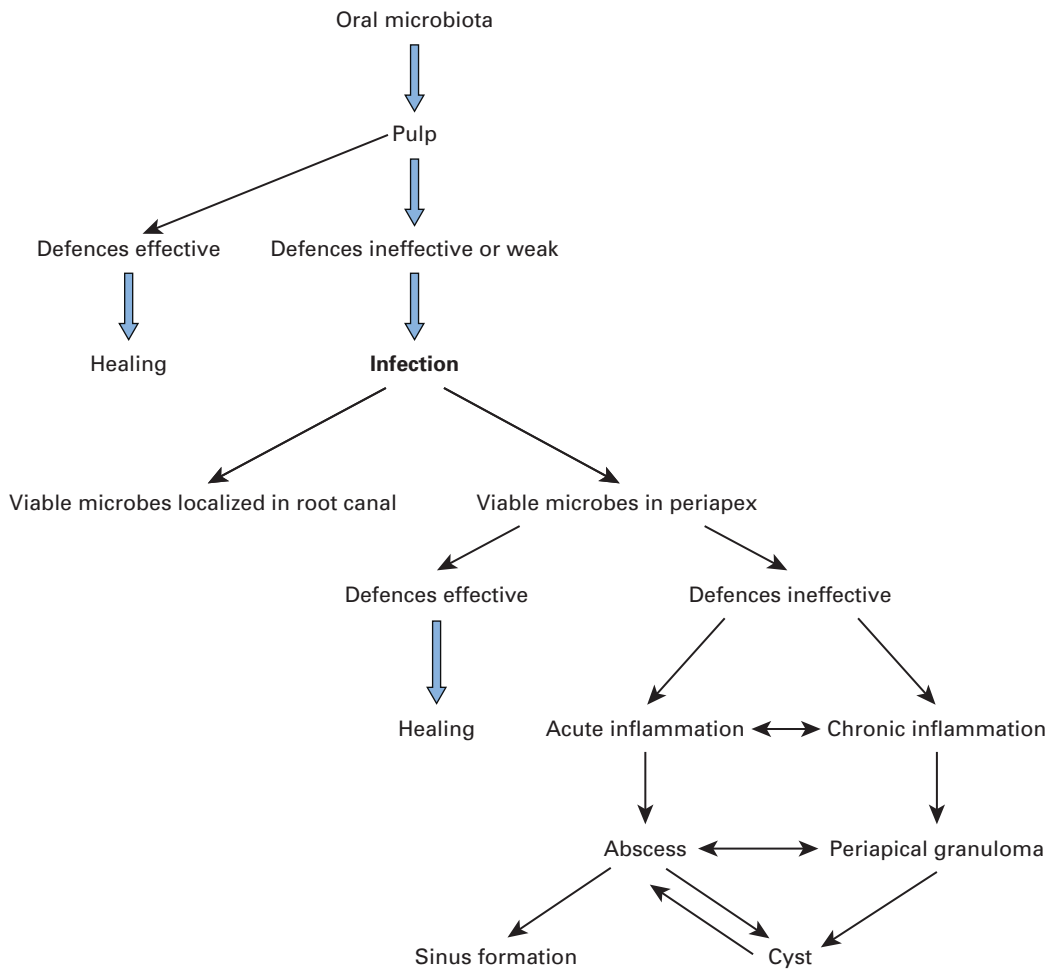 Oral microbiota
Pulp
Defences effective
Defences ineffective or weak
Healing
Infection
Viable microbes localized in root canal
Viable microbes in periapex
Defences effective
Defences ineffective
Healing
Acute inflammation
Chronic inflammation
Abscess
Periapical granuloma
Sinus formation
Cyst